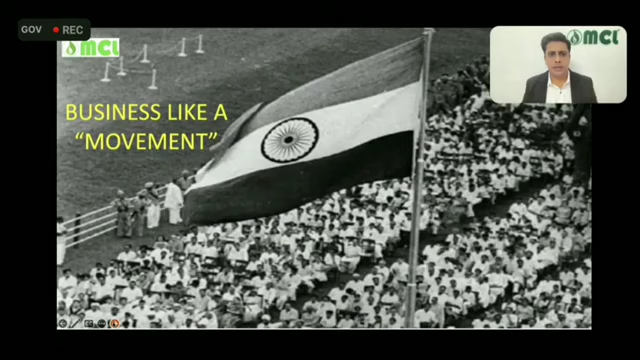 GOV REC
MCL
MCL
BUSINESS LIKE A
“MOVEMENT”